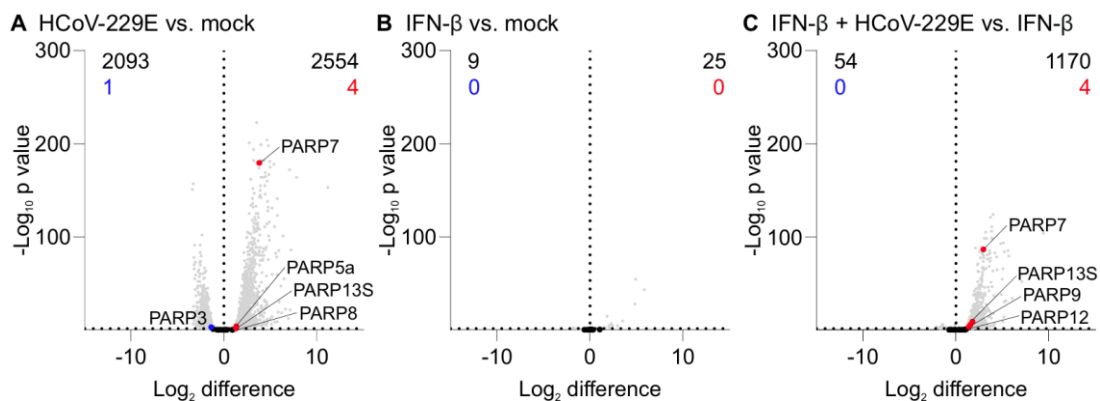 A HCoV-229E vs. mock
300
2093 2554
1 4
200
PARP7
-Log10 p value
100
PARP5a
PARP13S
PARP3 PARP8
-10 0 10
Log2 difference
B IFN-β vs. mock
300
9 25
0 0
200
-Log10 p value
100
-10 0 10
Log2 difference
C IFN-β + HCoV-229E vs. IFN-β
300
54 1170
0 4
200
-Log10 p value
PARP7
100
PARP13S
PARP9
PARP12
-10 0 10
Log2 difference